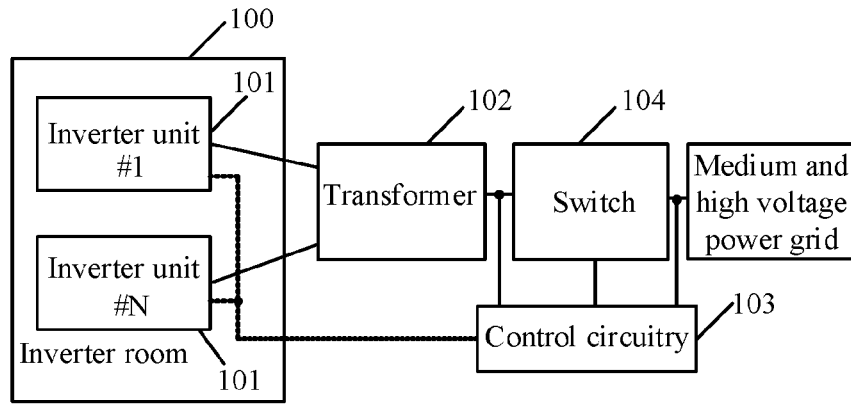 100
101
Inverter unit
#1
102
104
Transformer
Switch
Medium and
high voltage
power grid
Inverter unit
#N
103
Control circuitry
Inverter room
101